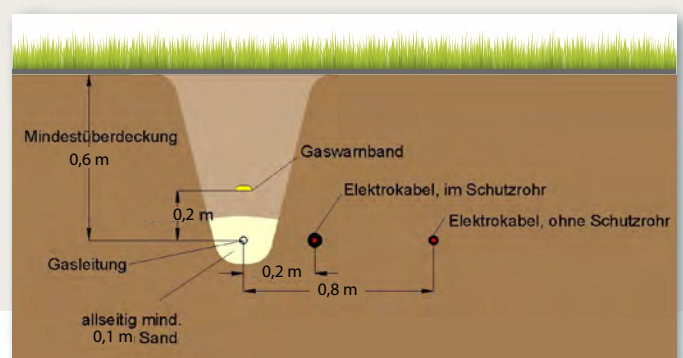 Mindestüberdeckung
0,6 m
Gaswarnband
Elektrokabel, im Schutzrohr
0,2 m
Elektrokabel, ohne Schutzrohr
Gasleitung
0,2 m
0,8 m
allseitig mind.
0,1 m Sand